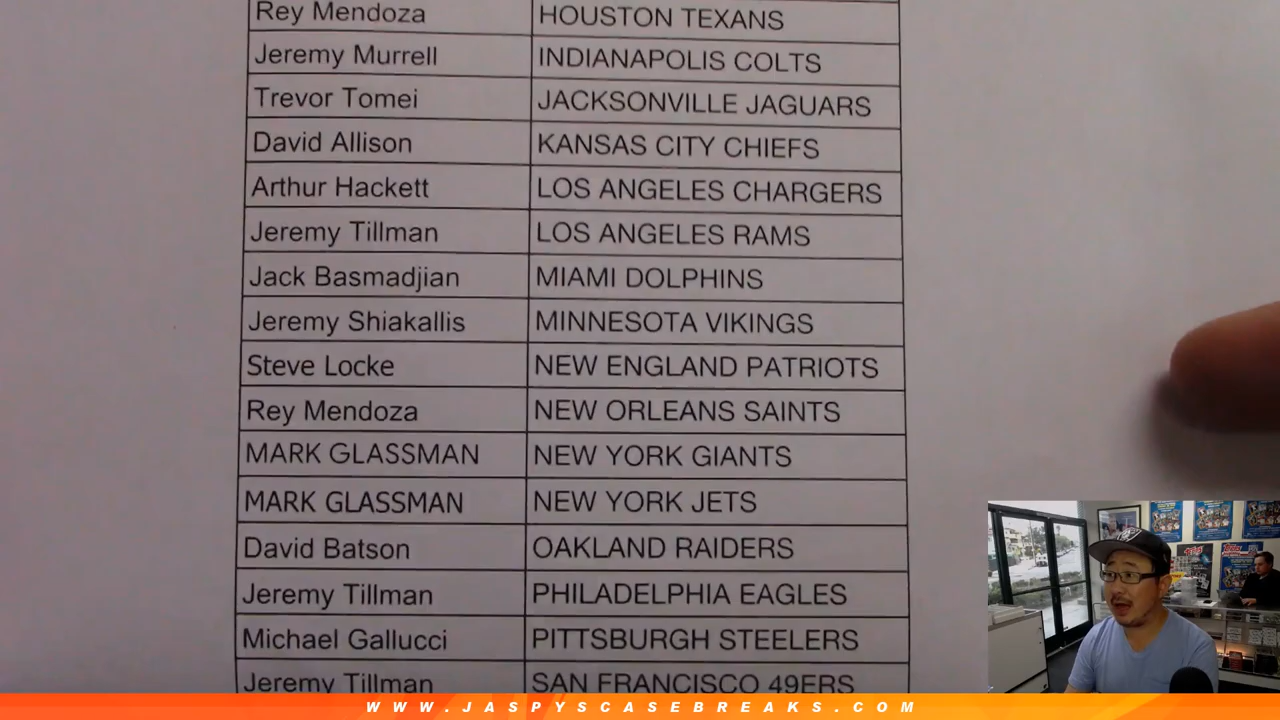 Rey Mendoza HOUSTON TEXANS
Jeremy Murrell INDIANAPOLIS COLTS
Trevor Tomei JACKSONVILLE JAGUARS
David Allison KANSAS CITY CHIEFS
Arthur Hackett LOS ANGELES CHARGERS
Jeremy Tillman LOS ANGELES RAMS
Jack Basmadjian MIAMI DOLPHINS
Jeremy Shiakallis MINNESOTA VIKINGS
Steve Locke NEW ENGLAND PATRIOTS
Rey Mendoza NEW ORLEANS SAINTS
MARK GLASSMAN NEW YORK GIANTS
MARK GLASSMAN NEW YORK JETS
David Batson OAKLAND RAIDERS
Jeremy Tillman PHILADELPHIA EAGLES
Michael Gallucci PITTSBURGH STEELERS
Jeremy Tillman SAN FRANCISCO 49ERS
WWW.JASPYSCASEBREAKS.COM